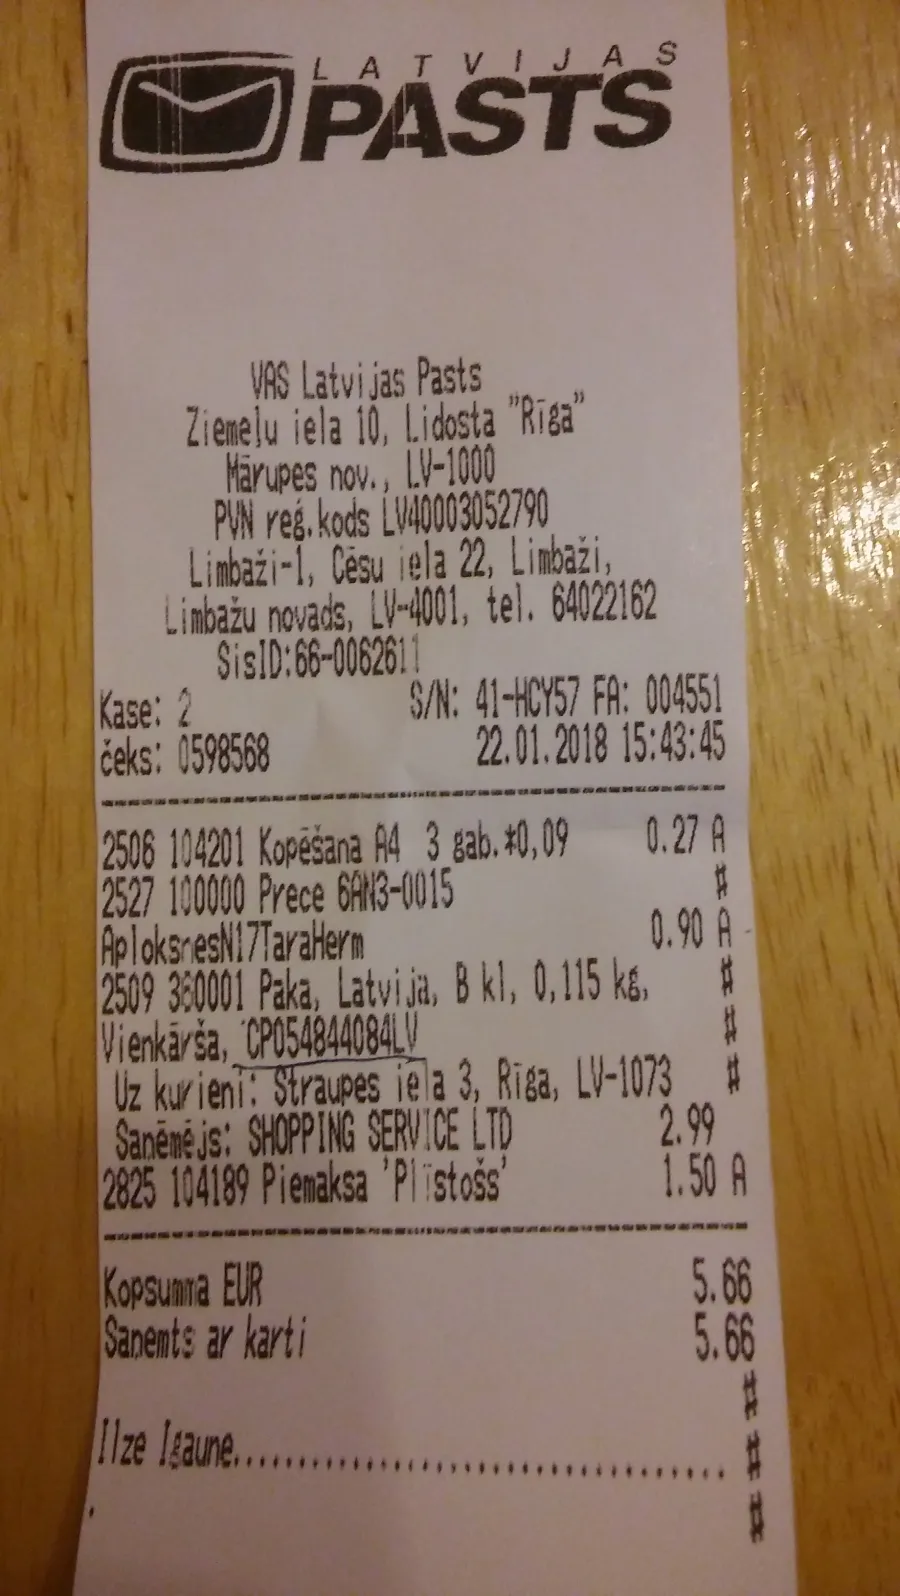 LATVIJAS
PASTS
VAS Latvijas Pasts
Ziemeļu iela 10, Lidosta "Rīga"
Mārupes nov., LV-1000
PVN reģ.kods LV40003052790
Limbaži-1, Cēsu iela 22, Limbaži,
Limbažu novads, LV-4001, tel. 64022162
SisID:66-0062611
Kase: 2 S/N: 41-HCY57 FA: 004551
čeks: 0598568 22.01.2018 15:43:45
2506 104201 Kopēšana A4 3 gab.*0,09 0.27 A
2527 100000 Prece 6AN3-0015 #
AploksnesN17TaraHerm 0.90 A
2509 360001 Paka, Latvija, B kl, 0,115 kg, #
Vienkārša, CP054844084LV #
Uz kurieni: Straupes iela 3, Rīga, LV-1073 #
Saņēmējs: SHOPPING SERVICE LTD 2.99
2825 104189 Piemaksa 'Plīstošs' 1.50 A
Kopsumma EUR 5.66
Saņemts ar karti 5.66
#
Ilze Igaune.................................... #
#